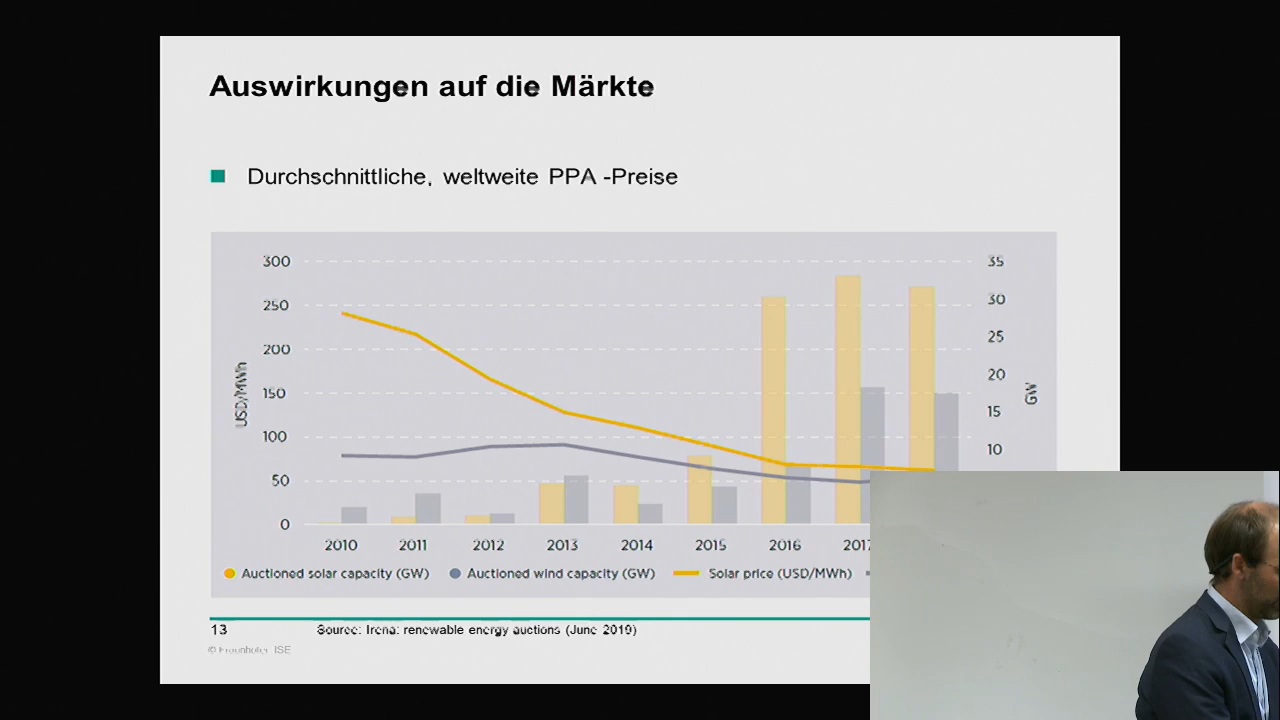 Auswirkungen auf die Märkte
Durchschnittliche, weltweite PPA -Preise
300
250
200
150
100
50
0
USD/MWh
35
30
25
20
15
10
GW
2010 2011 2012 2013 2014 2015 2016 2017
Auctioned solar capacity (GW) Auctioned wind capacity (GW) Solar price (USD/MWh)
13 Source: Irena: renewable energy auctions (June 2019)
© Fraunhofer ISE